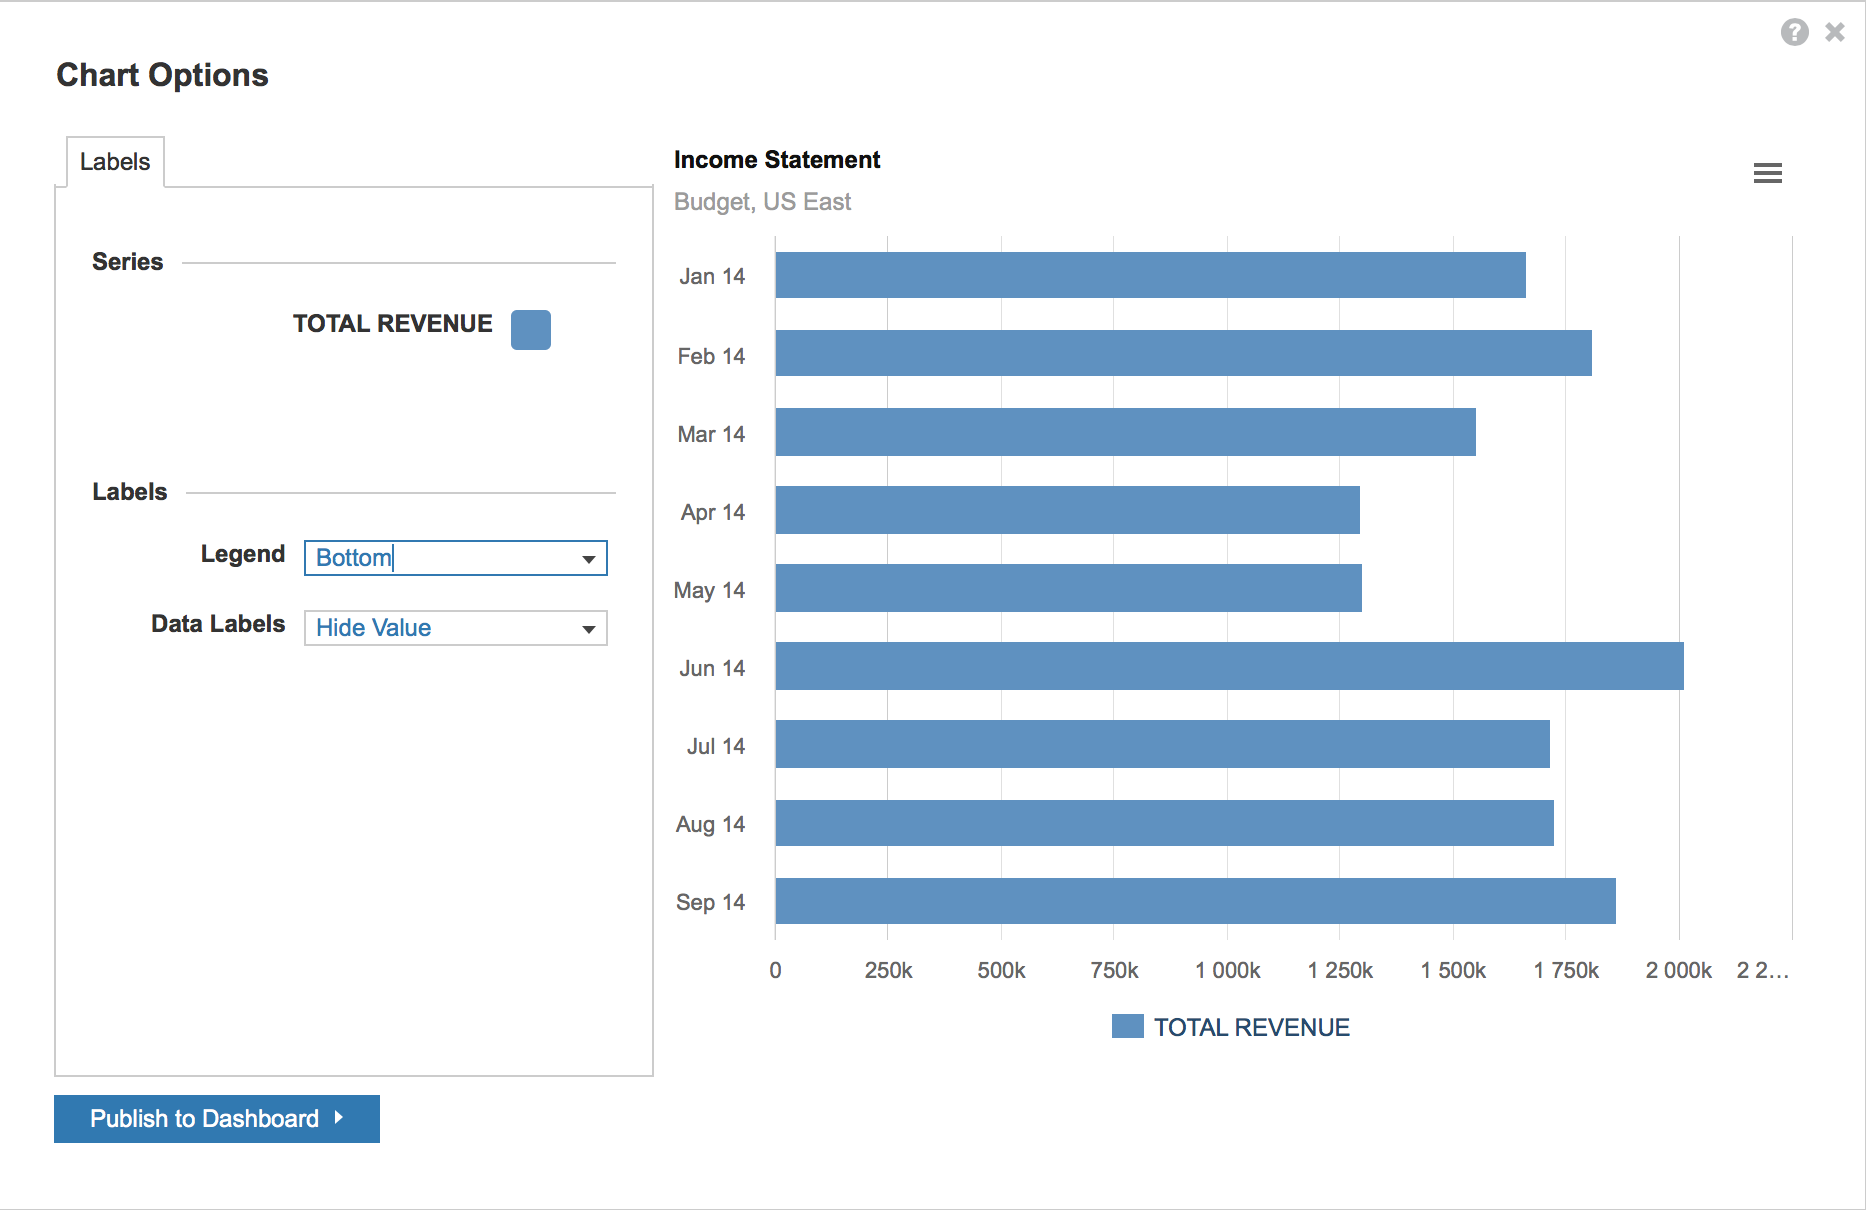 Chart Options
Labels
Series
TOTAL REVENUE
Labels
Legend Bottom
Data Labels Hide Value
Publish to Dashboard
Income Statement
Budget, US East
Jan 14
Feb 14
Mar 14
Apr 14
May 14
Jun 14
Jul 14
Aug 14
Sep 14
0 250k 500k 750k 1 000k 1 250k 1 500k 1 750k 2 000k 2 2...
TOTAL REVENUE